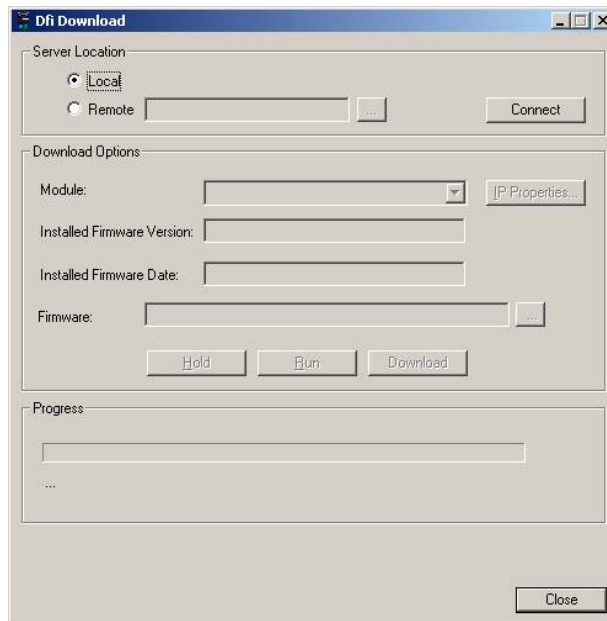 Dfi Download
Server Location
Local
Remote ... Connect
Download Options
Module: IP Properties...
Installed Firmware Version:
Installed Firmware Date:
Firmware: ...
Hold Run Download
Progress
...
Close